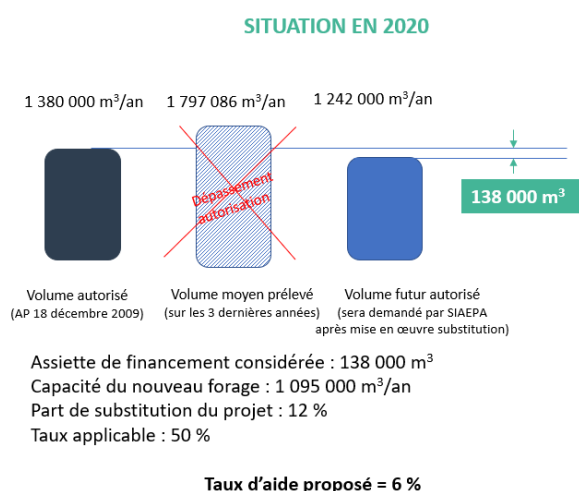 SITUATION EN 2020
1 380 000 m³/an
1 797 086 m³/an
1 242 000 m³/an
Dépassement
autorisation
138 000 m³
Volume autorisé
(AP 18 décembre 2009)
Volume moyen prélevé
(sur les 3 dernières années)
Volume futur autorisé
(sera demandé par SIAEPA
après mise en œuvre substitution)
Assiette de financement considérée : 138 000 m³
Capacité du nouveau forage : 1 095 000 m³/an
Part de substitution du projet : 12 %
Taux applicable : 50 %
Taux d’aide proposé = 6 %